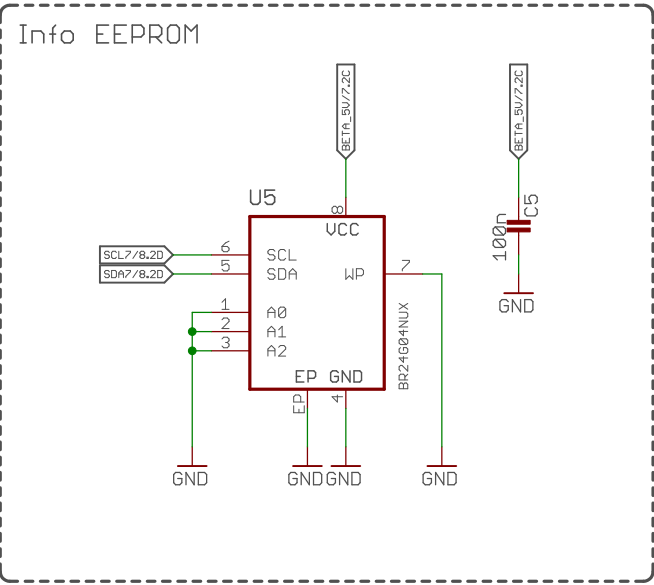 Info EEPROM
BETA_5V/7.2C
BETA_5V/7.2C
U5
8
VCC
C5
100n
SCL7/8.2D
6
SCL
SDA7/8.2D
5
SDA
WP
7
GND
1
A0
2
A1
3
A2
BR24G04NUX
EP GND
EP
4
GND
GND
GND
GND